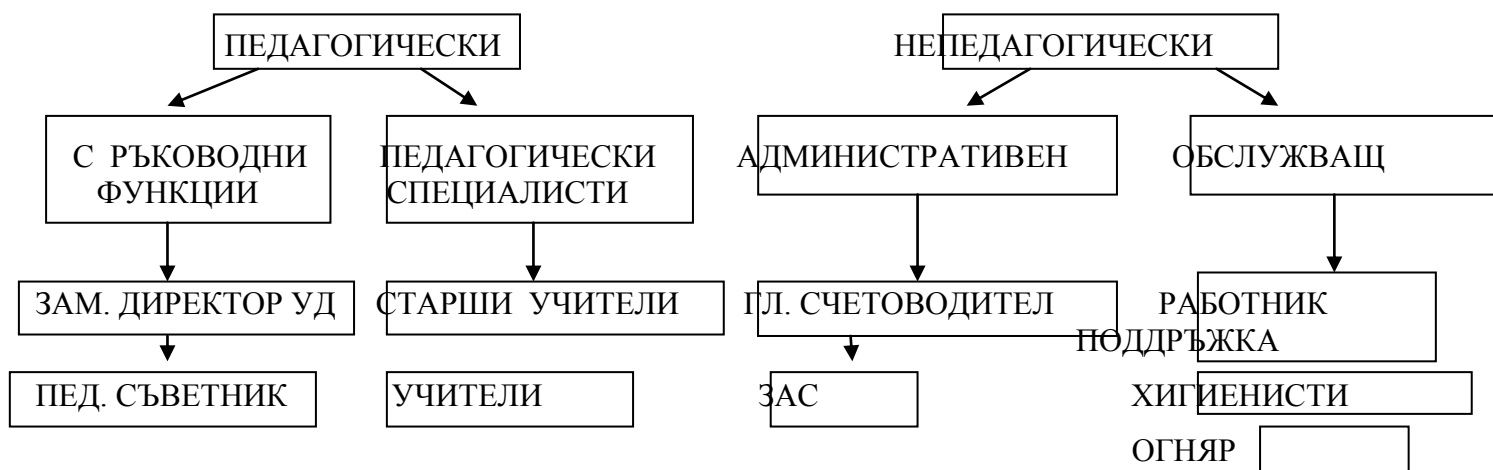 ПЕДАГОГИЧЕСКИ НЕПЕДАГОГИЧЕСКИ
С РЪКОВОДНИ ПЕДАГОГИЧЕСКИ АДМИНИСТРАТИВЕН ОБСЛУЖВАЩ
ФУНКЦИИ СПЕЦИАЛИСТИ
ЗАМ. ДИРЕКТОР УД СТАРШИ УЧИТЕЛИ ГЛ. СЧЕТОВОДИТЕЛ РАБОТНИК
ПОДДРЪЖКА
ПЕД. СЪВЕТНИК УЧИТЕЛИ ЗАС ХИГИЕНИСТИ
ОГНЯР